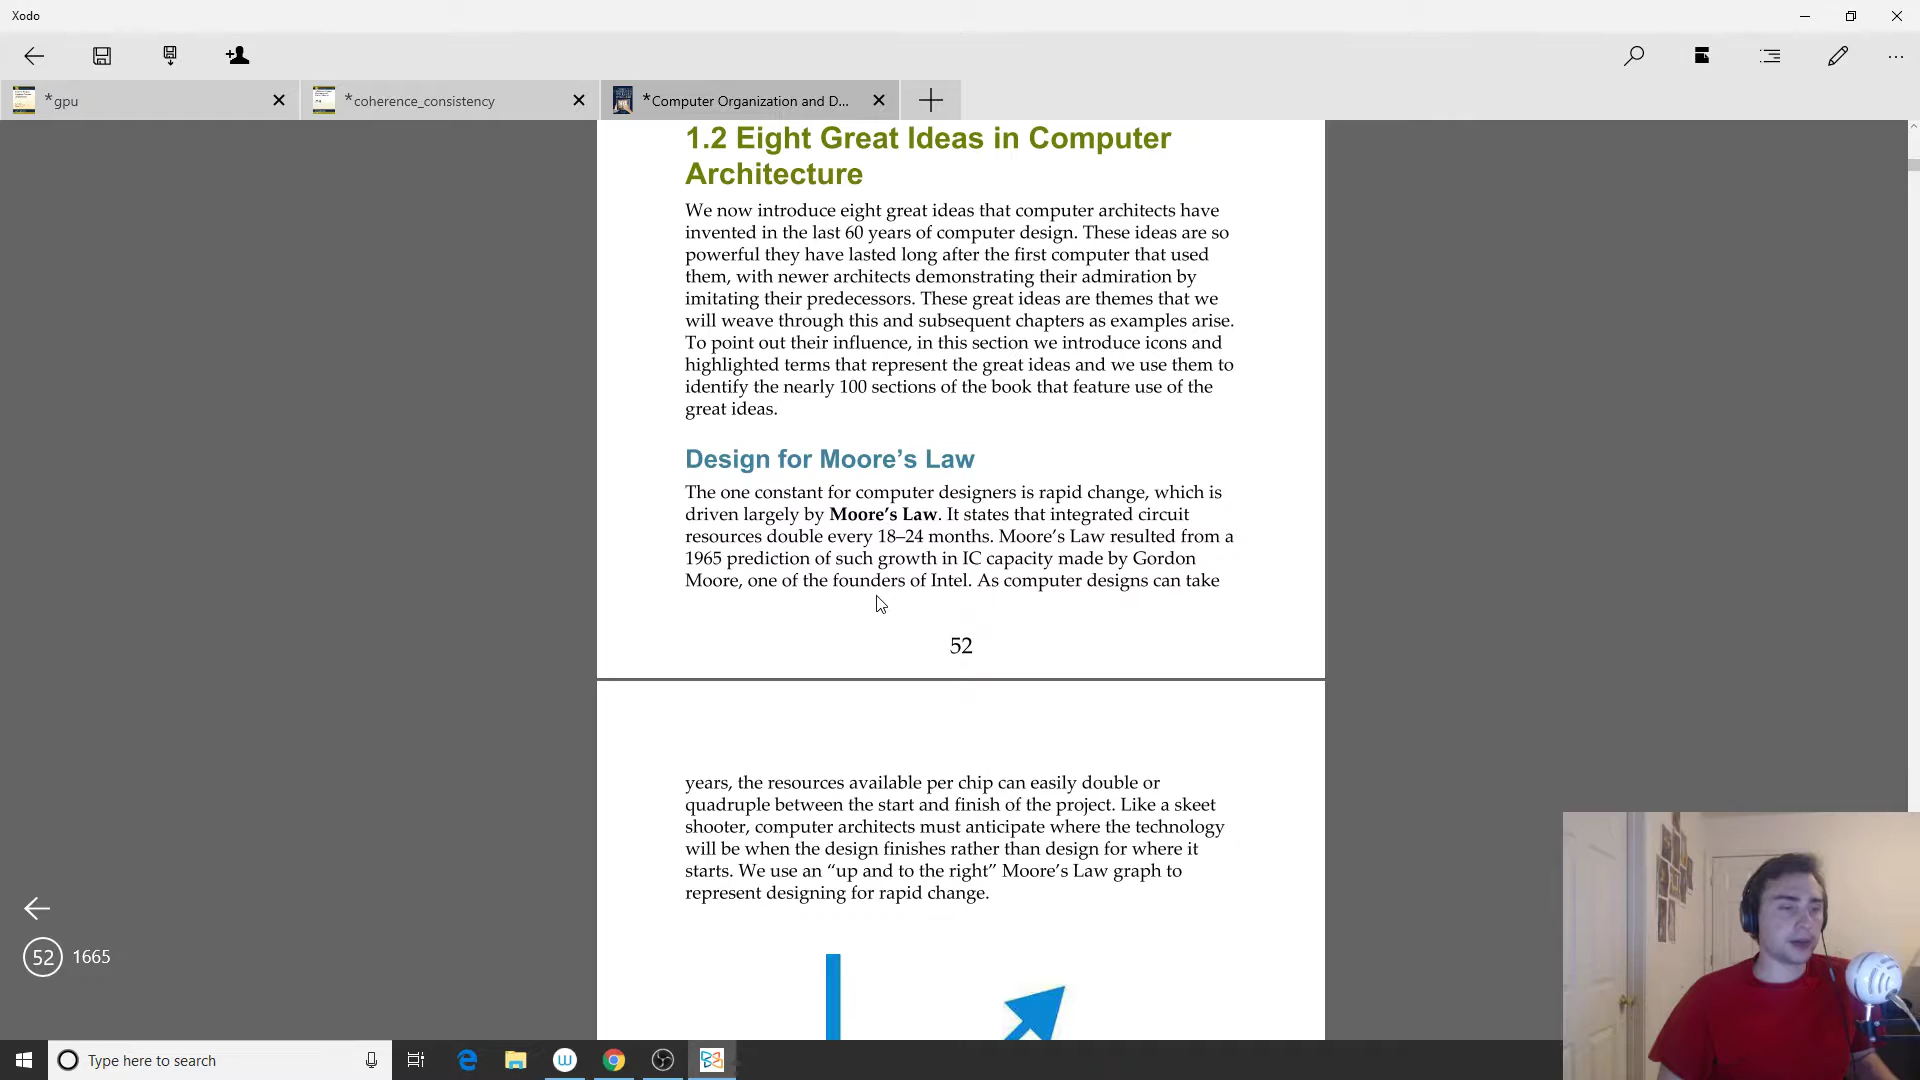 Xodo
*gpu
*coherence_consistency
*Computer Organization and D...
1.2 Eight Great Ideas in Computer
Architecture
We now introduce eight great ideas that computer architects have
invented in the last 60 years of computer design. These ideas are so
powerful they have lasted long after the first computer that used
them, with newer architects demonstrating their admiration by
imitating their predecessors. These great ideas are themes that we
will weave through this and subsequent chapters as examples arise.
To point out their influence, in this section we introduce icons and
highlighted terms that represent the great ideas and we use them to
identify the nearly 100 sections of the book that feature use of the
great ideas.
Design for Moore’s Law
The one constant for computer designers is rapid change, which is
driven largely by Moore’s Law. It states that integrated circuit
resources double every 18–24 months. Moore’s Law resulted from a
1965 prediction of such growth in IC capacity made by Gordon
Moore, one of the founders of Intel. As computer designs can take
52
years, the resources available per chip can easily double or
quadruple between the start and finish of the project. Like a skeet
shooter, computer architects must anticipate where the technology
will be when the design finishes rather than design for where it
starts. We use an “up and to the right” Moore’s Law graph to
represent designing for rapid change.
52 1665
Type here to search